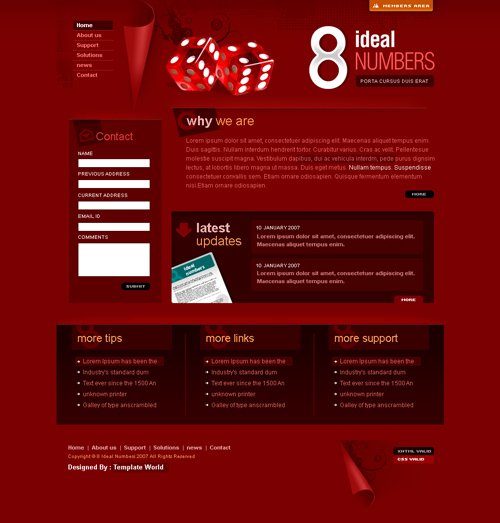 MEMBERS AREA
Home
About us
Support
Solutions
news
Contact
8 ideal
NUMBERS
PORTA CURSUS DUIS ERAT
Contact
NAME
PREVIOUS ADDRESS
CURRENT ADDRESS
EMAIL ID
COMMENTS
SUBMIT
why we are
Lorem ipsum dolor sit amet, consectetuer adipiscing elit. Maecenas aliquet tempus enim.
Duis sagittis. Nam bibendum hendrerit tortor. Curabitur varius. Cras ac velit. Pellentesque
molestie suscipit magna. Vestibulum dapibus, dui ac vehicula interdm, pede purus dignissim
lectus, at lobortis libero magna ut massa. Duis eget metus. Nullam tempus. Suspendisse
consectetuer convallis sem. Etiam ornare odiosapien. Quisque fermentum elementum
nisi.Etiam ornare odiosapien.
HOME
latest
updates
ideal
numbers
10 JANUARY 2007
Lorem ipsum dolor sit amet, consectetuer adipiscing elit.
Maecenas aliquet tempus enim.
10 JANUARY 2007
Lorem ipsum dolor sit amet, consectetuer adipiscing elit.
Maecenas aliquet tempus enim.
MORE
more tips
Lorem Ipsum has been the
Industry's standard dum
Text ever since the 1500 An
unknown printer
Galley of type anscrambled
more links
Lorem Ipsum has been the
Industry's standard dum
Text ever since the 1500 An
unknown printer
Galley of type anscrambled
more support
Lorem Ipsum has been the
Industry's standard dum
Text ever since the 1500 An
unknown printer
Galley of type anscrambled
Home | About us | Support | Solutions | news | Contact
Copyright © 8 Ideal Numbers 2007 All Rights Reserved
Designed By : Template World
XHTML VALID
CSS VALID